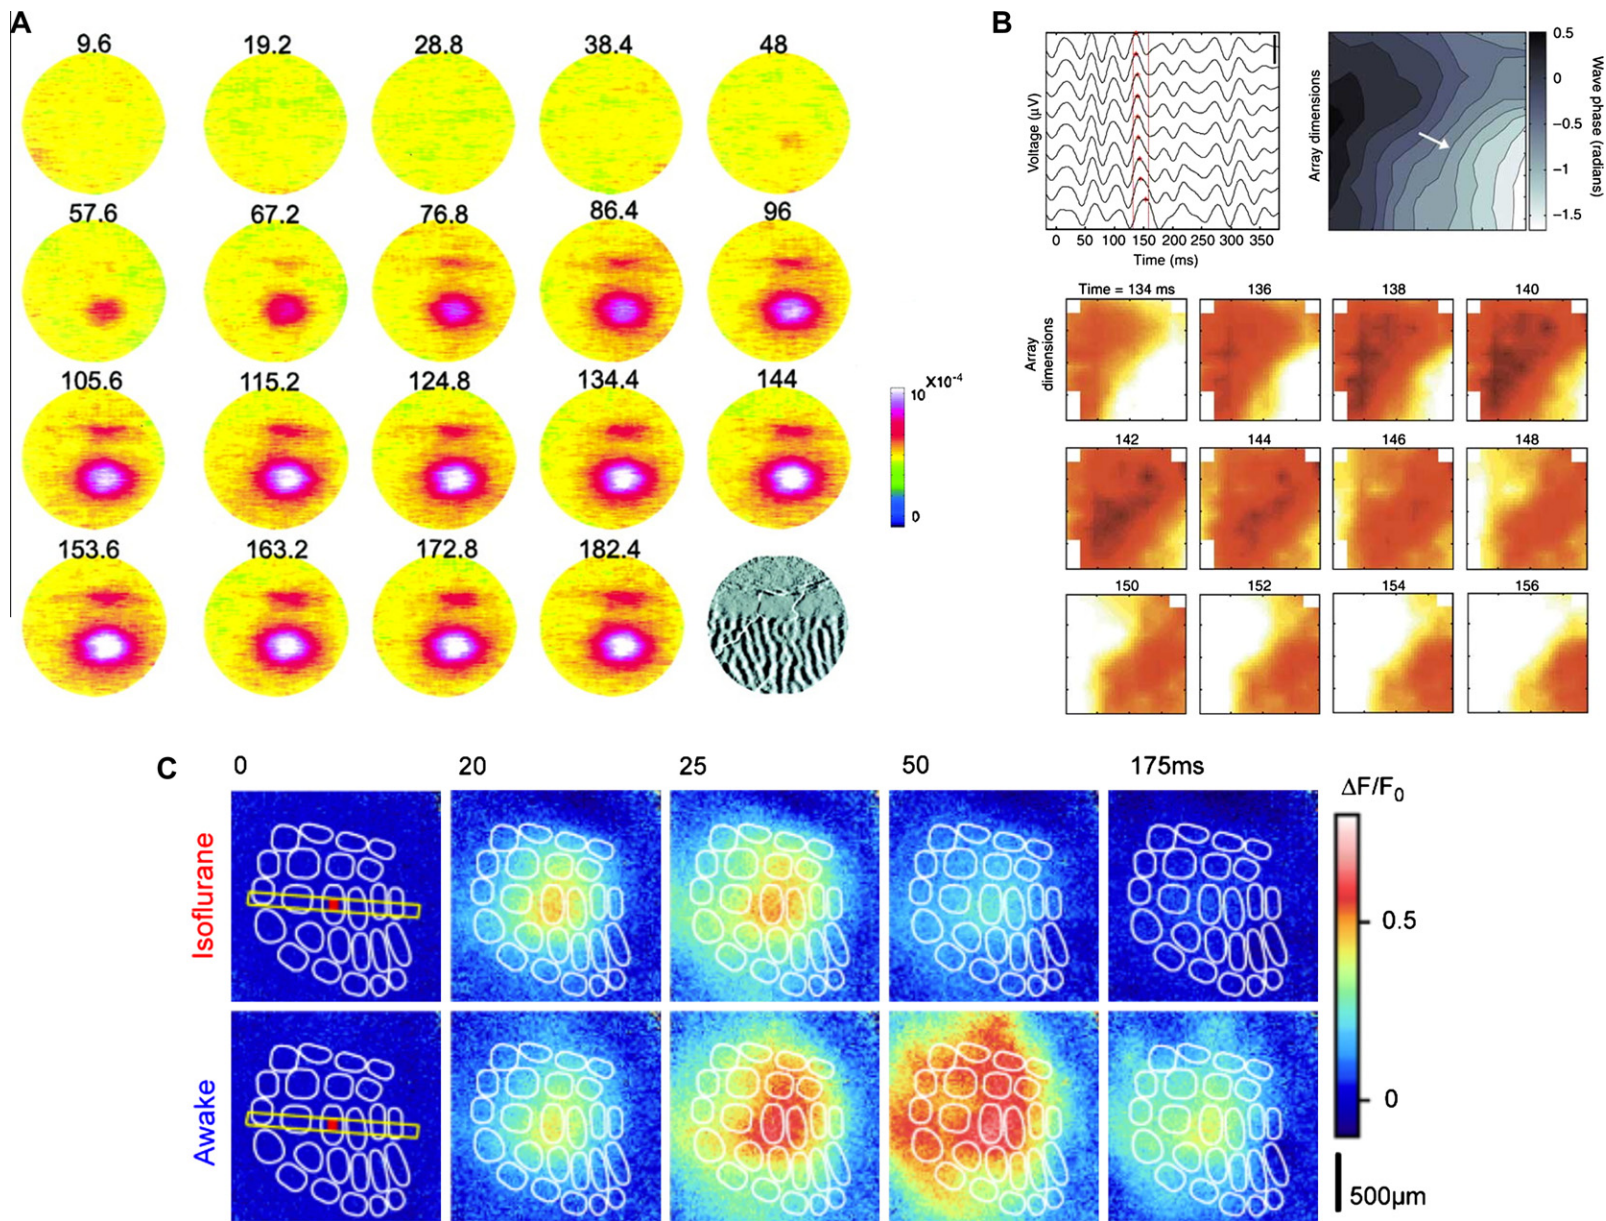 A
9.6 19.2 28.8 38.4 48
57.6 67.2 76.8 86.4 96
105.6 115.2 124.8 134.4 144
153.6 163.2 172.8 182.4
10 X10⁻⁴
0
B
Voltage (µV)
0 50 100 150 200 250 300 350
Time (ms)
Array dimensions
0.5
0
−0.5
−1
−1.5
Wave phase (radians)
Array dimensions
Time = 134 ms 136 138 140
142 144 146 148
150 152 154 156
C
0 20 25 50 175ms
Isoflurane
Awake
ΔF/F₀
0.5
0
500µm